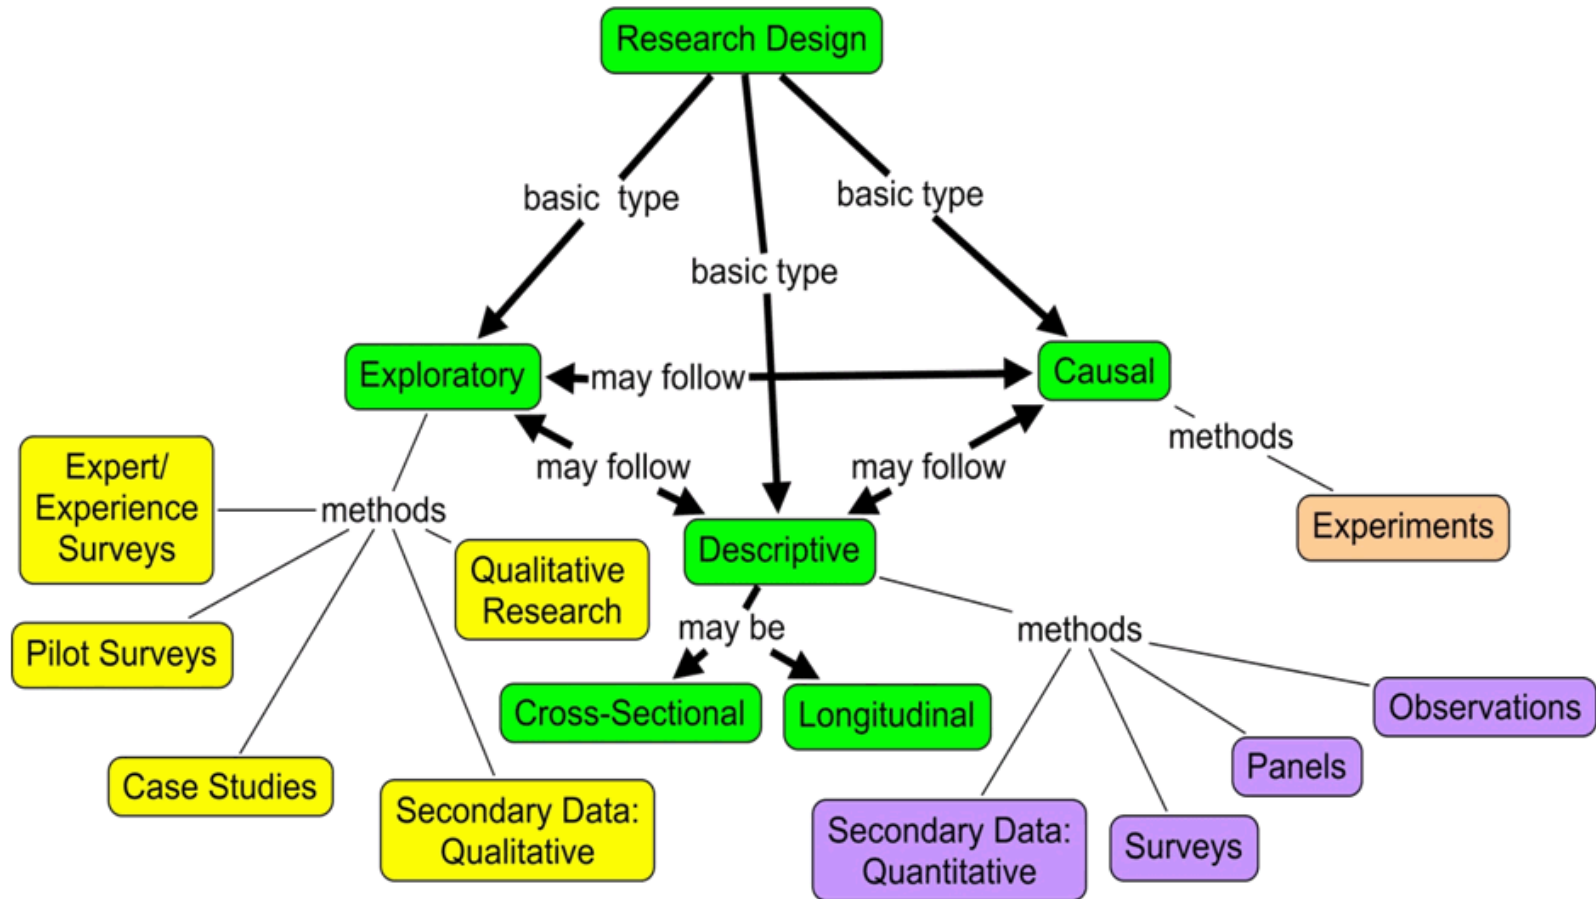 Research Design
basic type
basic type
basic type
Exploratory
may follow
Causal
may follow
may follow
methods
Expert/
Experience
Surveys
methods
Experiments
Descriptive
Qualitative
Research
may be
methods
Pilot Surveys
Cross-Sectional
Longitudinal
Observations
Panels
Case Studies
Secondary Data:
Qualitative
Secondary Data:
Quantitative
Surveys